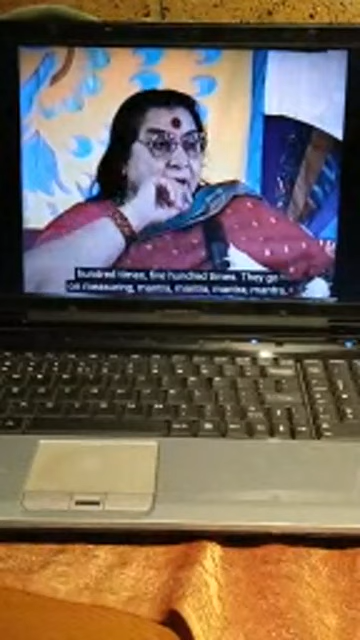 hundred times, five hundred times. They go
on measuring, mantra, mantra, mantra, mantra,